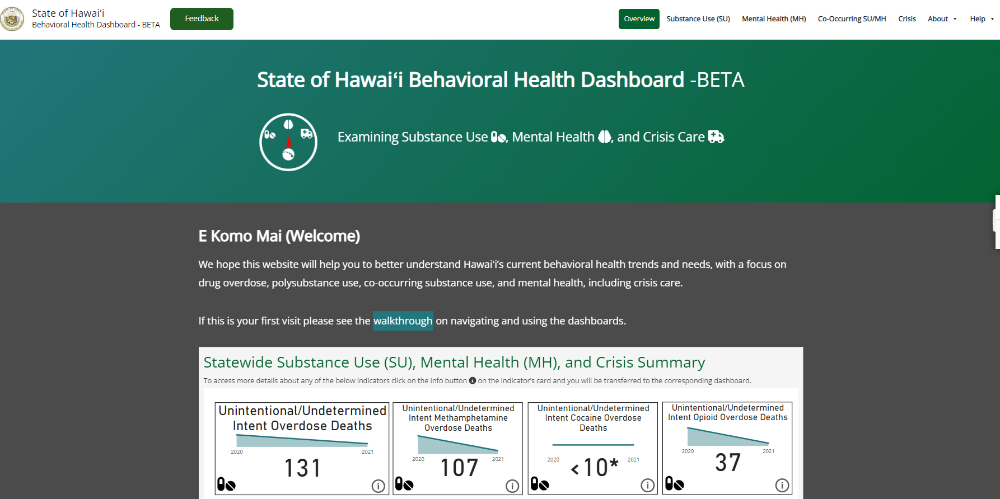 State of Hawaiʻi
Behavioral Health Dashboard - BETA
Feedback
Overview
Substance Use (SU)
Mental Health (MH)
Co-Occurring SU/MH
Crisis
About
Help
State of Hawaiʻi Behavioral Health Dashboard -BETA
Examining Substance Use , Mental Health , and Crisis Care
E Komo Mai (Welcome)
We hope this website will help you to better understand Hawaiʻi’s current behavioral health trends and needs, with a focus on
drug overdose, polysubstance use, co-occurring substance use, and mental health, including crisis care.
If this is your first visit please see the walkthrough on navigating and using the dashboards.
Statewide Substance Use (SU), Mental Health (MH), and Crisis Summary
To access more details about any of the below indicators click on the info button on the indicator’s card and you will be transferred to the corresponding dashboard.
Unintentional/Undetermined
Intent Overdose Deaths
2020
2021
131
Unintentional/Undetermined
Intent Methamphetamine
Overdose Deaths
2020
2021
107
Unintentional/Undetermined
Intent Cocaine Overdose
Deaths
2020
2021
<10*
Unintentional/Undetermined
Intent Opioid Overdose Deaths
2020
2021
37